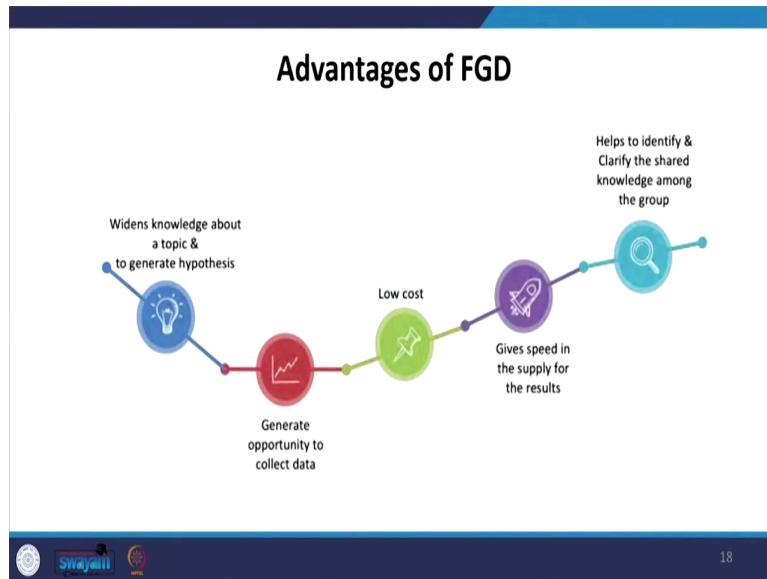 Advantages of FGD
Widens knowledge about
a topic &
to generate hypothesis
Generate
opportunity to
collect data
Low cost
Gives speed in
the supply for
the results
Helps to identify &
Clarify the shared
knowledge among
the group
swayam
18